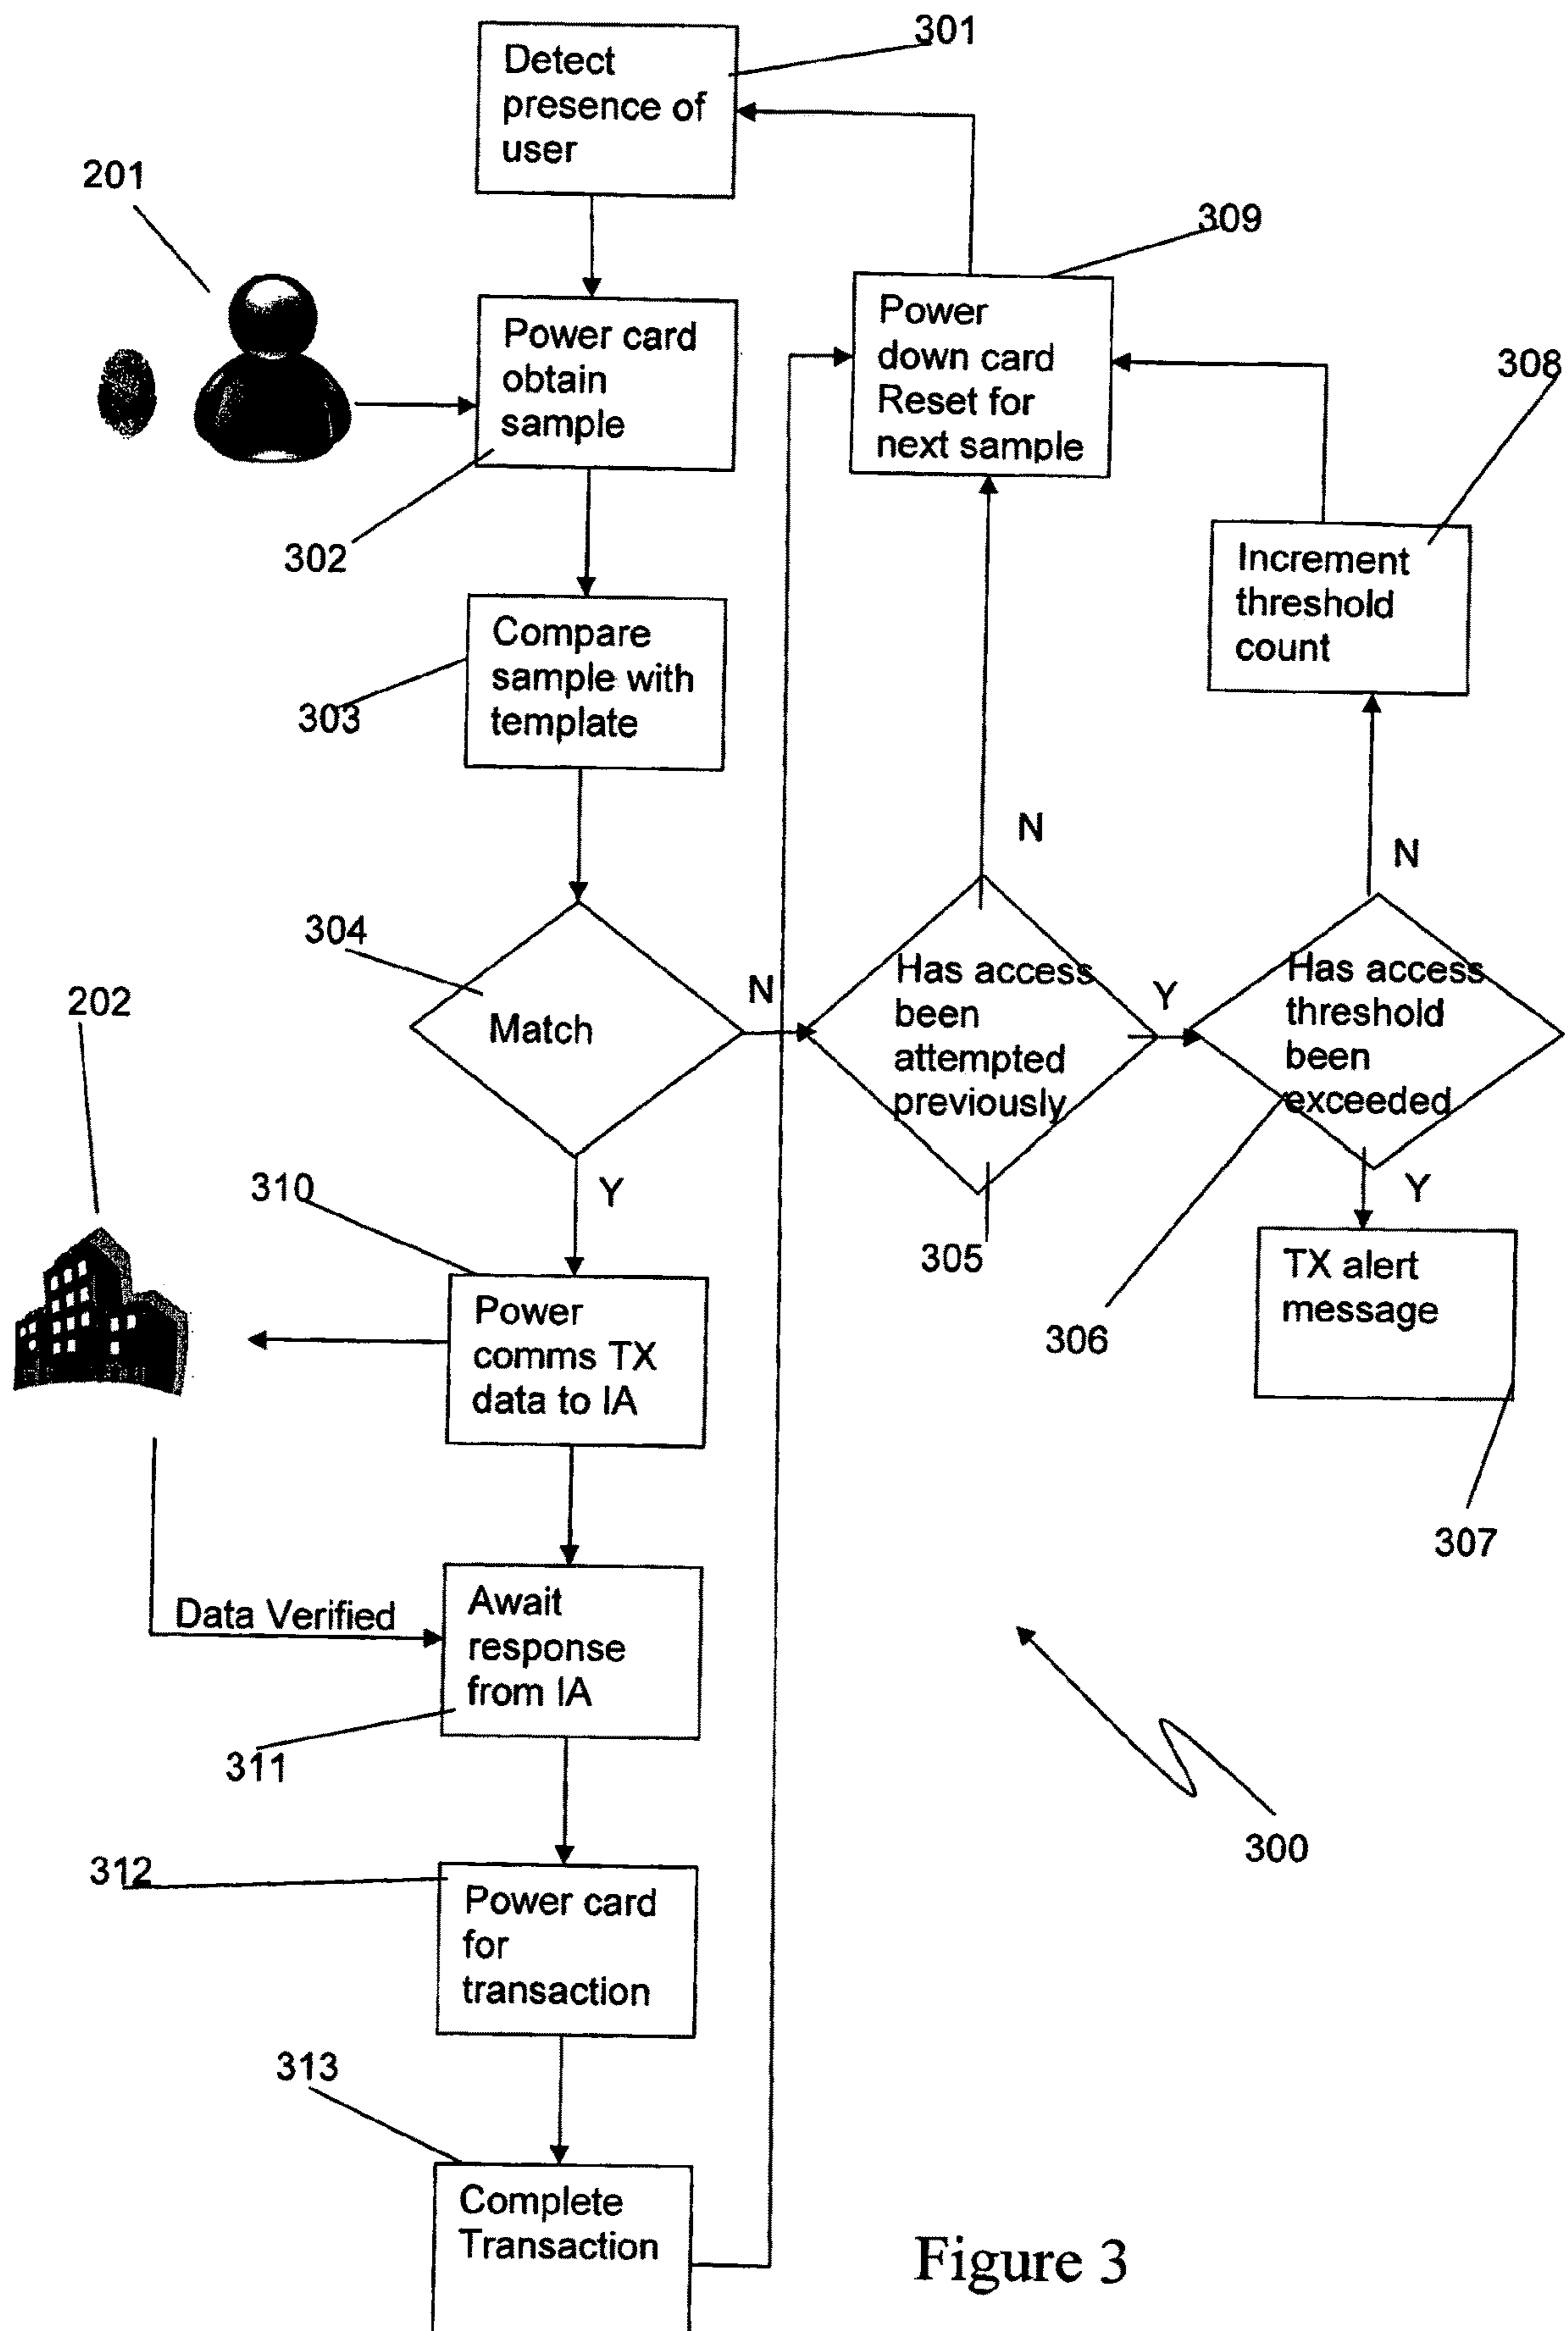 301
Detect
presence of
user
201
309
Power card
obtain
sample
302
Power
down card
Reset for
next sample
308
Increment
threshold
count
Compare
sample with
template
303
N
N
304
Match
N
Has access
been
attempted
previously
Y
Has access
threshold
been
exceeded
202
Y
310
Power
comms TX
data to IA
305
306
Y
TX alert
message
307
Data Verified
Await
response
from IA
311
300
312
Power card
for
transaction
313
Complete
Transaction
Figure 3